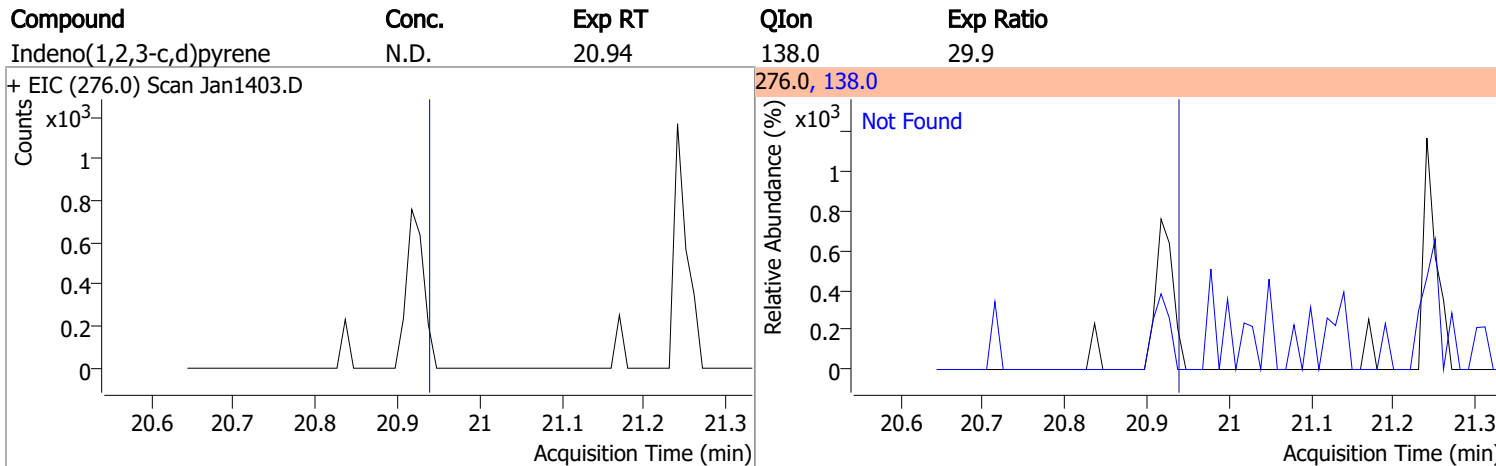 Compound Conc. Exp RT QIon Exp Ratio
Indeno(1,2,3-c,d)pyrene N.D. 20.94 138.0 29.9
+ EIC (276.0) Scan Jan1403.D
Counts
x10³
1
0.8
0.6
0.4
0.2
0
20.6 20.7 20.8 20.9 21 21.1 21.2 21.3
Acquisition Time (min)
276.0, 138.0
Relative Abundance (%)
x10³
Not Found
1
0.8
0.6
0.4
0.2
0
20.6 20.7 20.8 20.9 21 21.1 21.2 21.3
Acquisition Time (min)